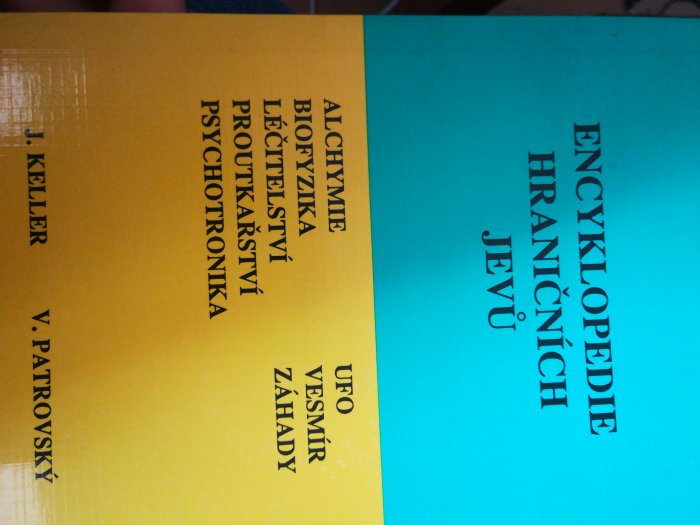 ENCYKLOPEDIE
HRANIČNÍCH
JEVŮ
ALCHYMIE
BIOFYZIKA
LÉČITELSTVÍ
PROUTKAŘSTVÍ
PSYCHOTRONIKA
UFO
VESMÍR
ZÁHADY
J. KELLER V. PATROVSKÝ